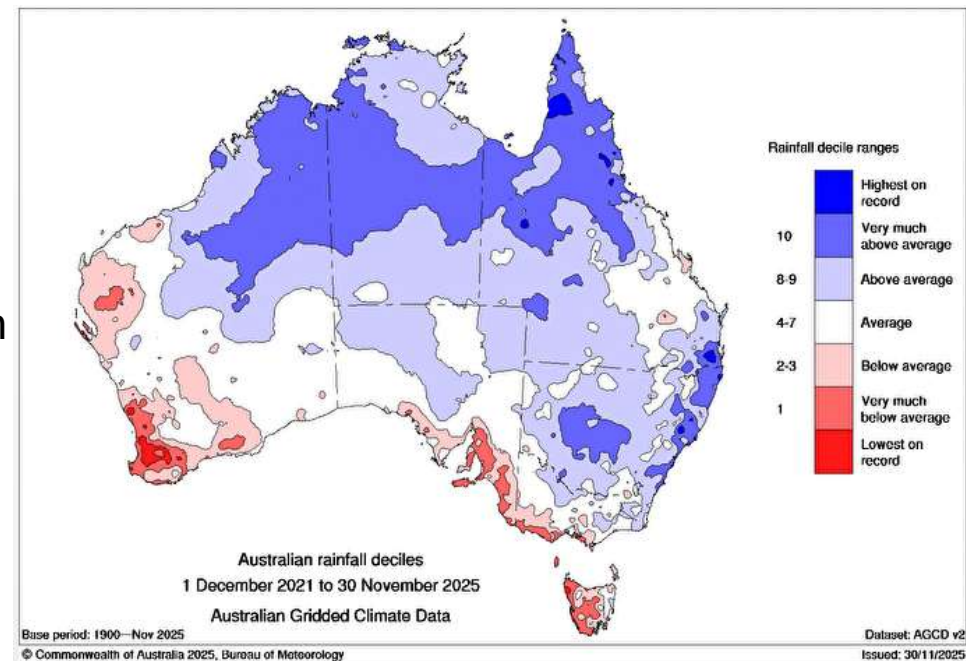 n
Rainfall decile ranges
Highest on
record
10
Very much
above average
8-9
Above average
4-7
Average
2-3
Below average
1
Very much
below average
Lowest on
record
Australian rainfall deciles
1 December 2021 to 30 November 2025
Australian Gridded Climate Data
Base period: 1900—Nov 2025
Dataset: AGCD v2
© Commonwealth of Australia 2025, Bureau of Meteorology
Issued: 30/11/2025